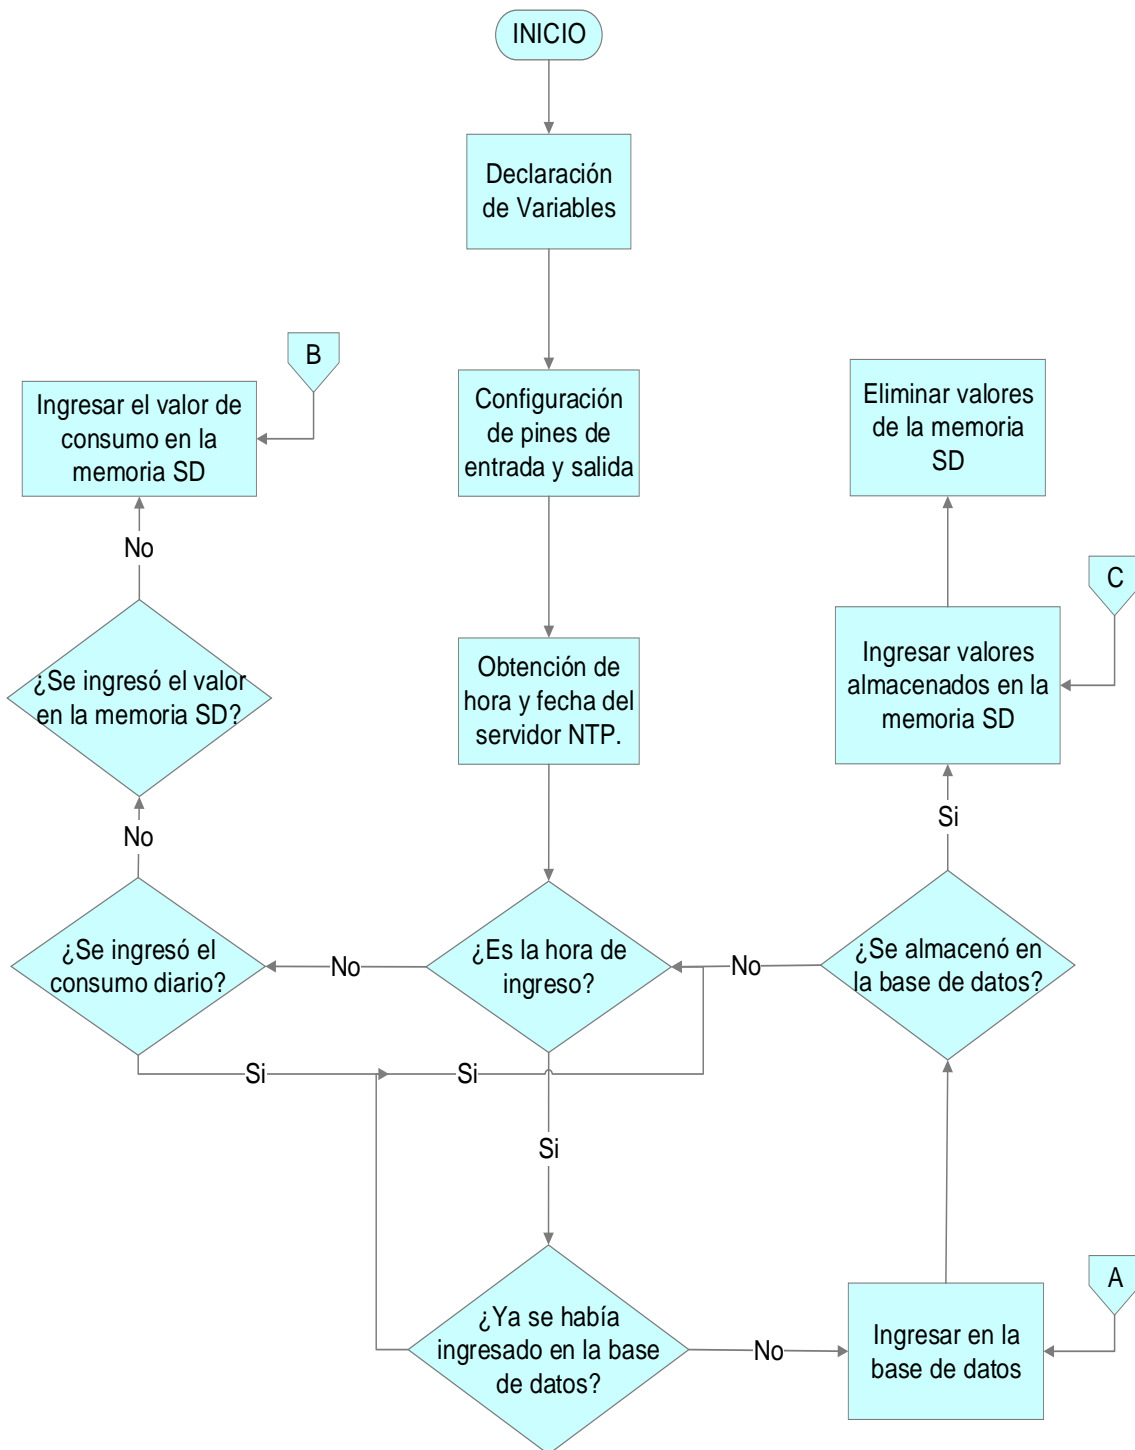 INICIO
Declaración
de Variables
B
Ingresar el valor de
consumo en la
memoria SD
Configuración
de pines de
entrada y salida
Eliminar valores
de la memoria
SD
No
C
¿Se ingresó el valor
en la memoria SD?
Obtención de
hora y fecha del
servidor NTP.
Ingresar valores
almacenados en la
memoria SD
No
Si
¿Se ingresó el
consumo diario?
No
¿Es la hora de
ingreso?
No
¿Se almacenó en
la base de datos?
Si
Si
Si
¿Ya se había
ingresado en la base
de datos?
No
Ingresar en la
base de datos
A